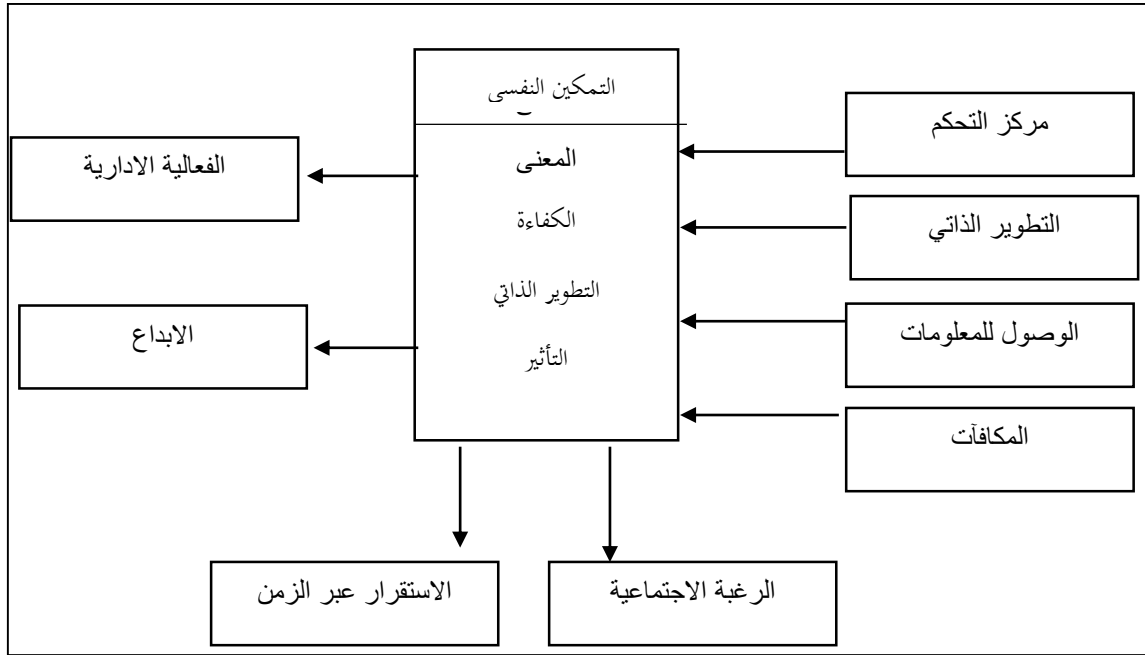 التمكين النفسي
المعنى
الكفاءة
التطوير الذاتي
التأثير
مركز التحكم
التطوير الذاتي
الوصول للمعلومات
المكافآت
الفعالية الادارية
الابداع
الرغبة الاجتماعية
الاستقرار عبر الزمن